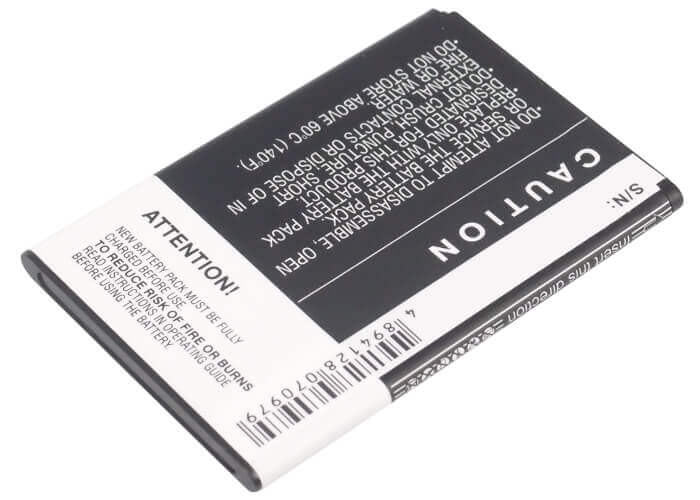 CAUTION
•DO NOT ATTEMPT TO DISASSEMBLE, OPEN
OR SERVICE THE BATTERY PACK.
•REPLACE ONLY WITH THE BATTERY PACK
DESIGNATED FOR THIS PRODUCT.
•DO NOT CRUSH, PUNCTURE, SHORT
EXTERNAL CONTACTS OR DISPOSE OF IN
FIRE OR WATER.
•DO NOT STORE ABOVE 60°C (140°F).
S/N:
Insert this direction
4894128070979
ATTENTION!
NEW BATTERY PACK MUST BE FULLY
CHARGED BEFORE USE.
TO REDUCE RISK OF FIRE OR BURNS
READ INSTRUCTIONS IN OPERATING GUIDE
BEFORE USING THE BATTERY.